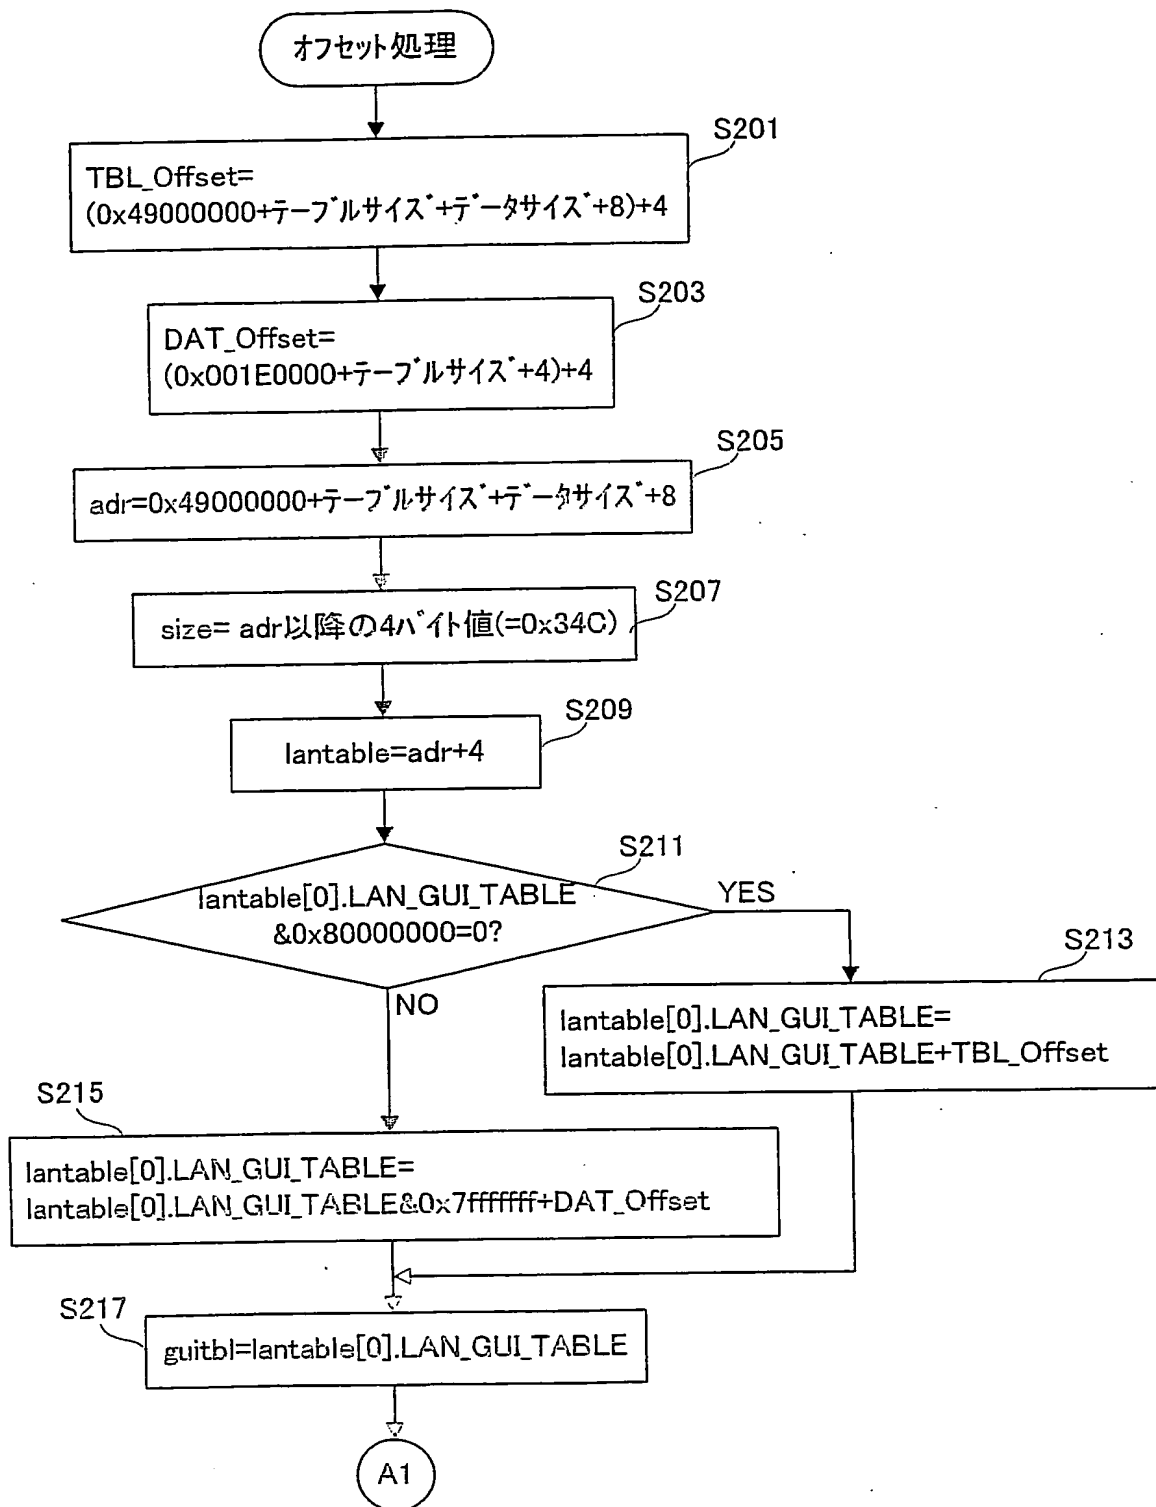 オフセット処理
S201
TBL_Offset=
(0x49000000+テーブルサイズ+データサイズ+8)+4
S203
DAT_Offset=
(0x001E0000+テーブルサイズ+4)+4
S205
adr=0x49000000+テーブルサイズ+データサイズ+8
S207
size= adr以降の4バイト値(=0x34C)
S209
lantable=adr+4
S211
lantable[0].LAN_GUI_TABLE
&0x80000000=0?
YES
S213
NO
lantable[0].LAN_GUI_TABLE=
lantable[0].LAN_GUI_TABLE+TBL_Offset
S215
lantable[0].LAN_GUI_TABLE=
lantable[0].LAN_GUI_TABLE&0x7fffffff+DAT_Offset
S217
guitbl=lantable[0].LAN_GUI_TABLE
A1